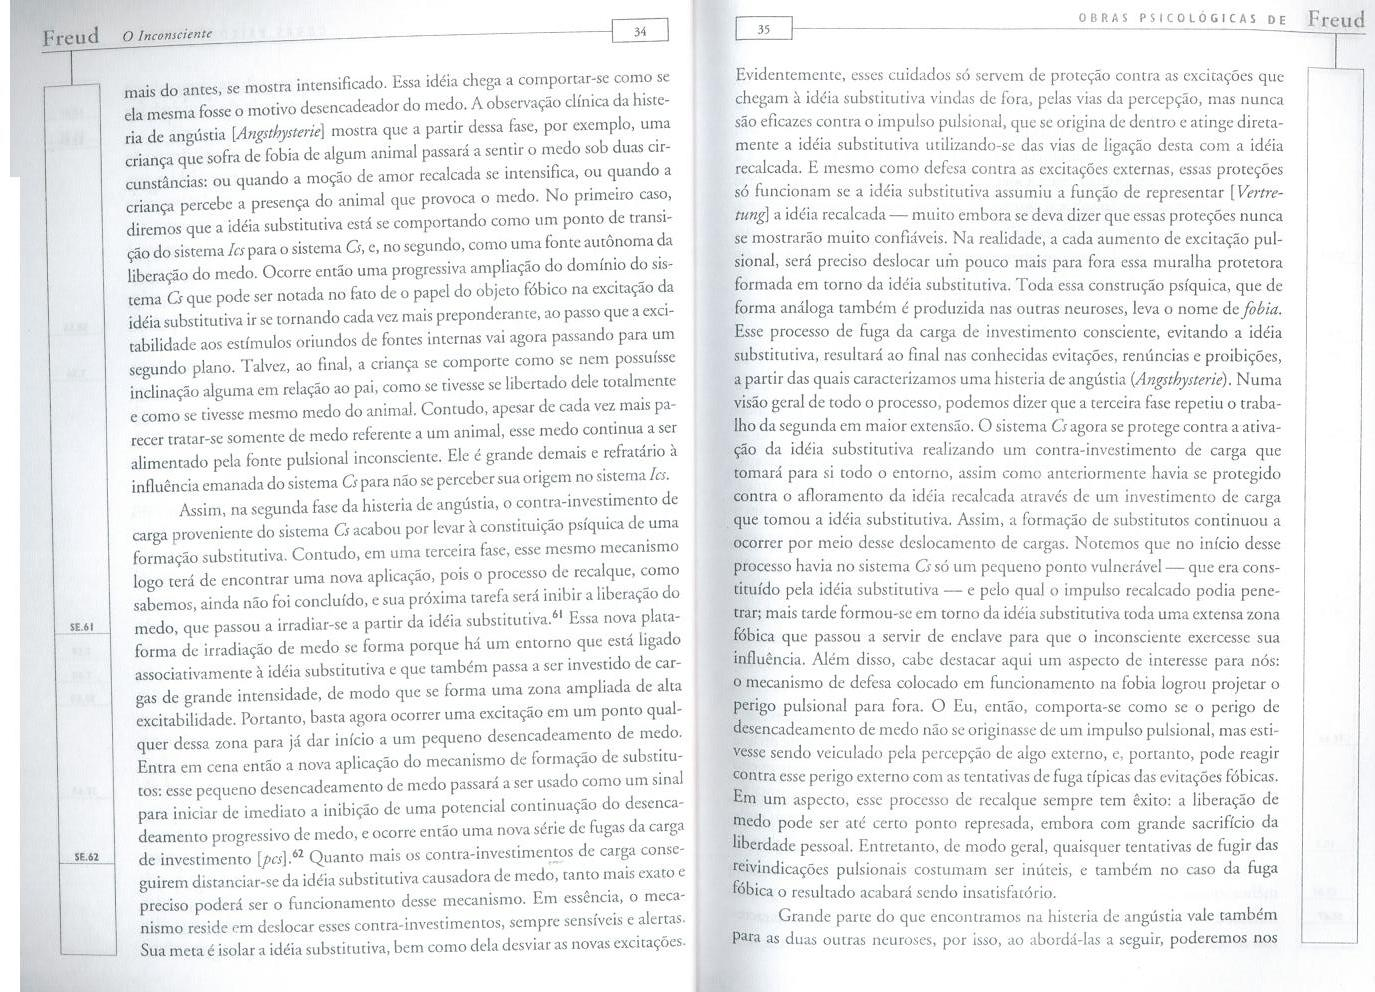 Freud O Inconsciente 34
mais do antes, se mostra intensificado. Essa idéia chega a comportar-se como se
ela mesma fosse o motivo desencadeador do medo. A observação clínica da histe-
ria de angústia [Angsthysterie] mostra que a partir dessa fase, por exemplo, uma
criança que sofra de fobia de algum animal passará a sentir o medo sob duas cir-
cunstâncias: ou quando a moção de amor recalcada se intensifica, ou quando a
criança percebe a presença do animal que provoca o medo. No primeiro caso,
diremos que a idéia substitutiva está se comportando como um ponto de transi-
ção do sistema Ics para o sistema Cs, e, no segundo, como uma fonte autônoma da
liberação do medo. Ocorre então uma progressiva ampliação do domínio do sis-
tema Cs que pode ser notada no fato de o papel do objeto fóbico na excitação da
idéia substitutiva ir se tornando cada vez mais preponderante, ao passo que a exci-
tabilidade aos estímulos oriundos de fontes internas vai agora passando para um
segundo plano. Talvez, ao final, a criança se comporte como se nem possuísse
inclinação alguma em relação ao pai, como se tivesse se libertado dele totalmente
e como se tivesse mesmo medo do animal. Contudo, apesar de cada vez mais pa-
recer tratar-se somente de medo referente a um animal, esse medo continua a ser
alimentado pela fonte pulsional inconsciente. Ele é grande demais e refratário à
influência emanada do sistema Cs para não se perceber sua origem no sistema Ics.
Assim, na segunda fase da histeria de angústia, o contra-investimento de
carga proveniente do sistema Cs acabou por levar à constituição psíquica de uma
formação substitutiva. Contudo, em uma terceira fase, esse mesmo mecanismo
logo terá de encontrar uma nova aplicação, pois o processo de recalque, como
sabemos, ainda não foi concluído, e sua próxima tarefa será inibir a liberação do
SE.61
medo, que passou a irradiar-se a partir da idéia substitutiva.61 Essa nova plata-
forma de irradiação de medo se forma porque há um entorno que está ligado
associativamente à idéia substitutiva e que também passa a ser investido de car-
gas de grande intensidade, de modo que se forma uma zona ampliada de alta
excitabilidade. Portanto, basta agora ocorrer uma excitação em um ponto qual-
quer dessa zona para já dar início a um pequeno desencadeamento de medo.
Entra em cena então a nova aplicação do mecanismo de formação de substitu-
tos: esse pequeno desencadeamento de medo passará a ser usado como um sinal
para iniciar de imediato a inibição de uma potencial continuação do desenca-
deamento progressivo de medo, e ocorre então uma nova série de fugas da carga
SE.62
de investimento [pcs].62 Quanto mais os contra-investimentos de carga conse-
guirem distanciar-se da idéia substitutiva causadora de medo, tanto mais exato e
preciso poderá ser o funcionamento desse mecanismo. Em essência, o meca-
nismo reside em deslocar esses contra-investimentos, sempre sensíveis e alertas.
Sua meta é isolar a idéia substitutiva, bem como dela desviar as novas excitações.
35 OBRAS PSICOLÓGICAS DE Freud
Evidentemente, esses cuidados só servem de proteção contra as excitações que
chegam à idéia substitutiva vindas de fora, pelas vias da percepção, mas nunca
são eficazes contra o impulso pulsional, que se origina de dentro e atinge direta-
mente a idéia substitutiva utilizando-se das vias de ligação desta com a idéia
recalcada. E mesmo como defesa contra as excitações externas, essas proteções
só funcionam se a idéia substitutiva assumiu a função de representar [Vertre-
tung] a idéia recalcada — muito embora se deva dizer que essas proteções nunca
se mostrarão muito confiáveis. Na realidade, a cada aumento de excitação pul-
sional, será preciso deslocar um pouco mais para fora essa muralha protetora
formada em torno da idéia substitutiva. Toda essa construção psíquica, que de
forma análoga também é produzida nas outras neuroses, leva o nome de fobia.
Esse processo de fuga da carga de investimento consciente, evitando a idéia
substitutiva, resultará ao final nas conhecidas evitações, renúncias e proibições,
a partir das quais caracterizamos uma histeria de angústia (Angsthysterie). Numa
visão geral de todo o processo, podemos dizer que a terceira fase repetiu o traba-
lho da segunda em maior extensão. O sistema Cs agora se protege contra a ativa-
ção da idéia substitutiva realizando um contra-investimento de carga que
tomará para si todo o entorno, assim como anteriormente havia se protegido
contra o afloramento da idéia recalcada através de um investimento de carga
que tomou a idéia substitutiva. Assim, a formação de substitutos continuou a
ocorrer por meio desse deslocamento de cargas. Notemos que no início desse
processo havia no sistema Cs só um pequeno ponto vulnerável — que era cons-
tituído pela idéia substitutiva — e pelo qual o impulso recalcado podia pene-
trar; mais tarde formou-se em torno da idéia substitutiva toda uma extensa zona
fóbica que passou a servir de enclave para que o inconsciente exercesse sua
influência. Além disso, cabe destacar aqui um aspecto de interesse para nós:
o mecanismo de defesa colocado em funcionamento na fobia logrou projetar o
perigo pulsional para fora. O Eu, então, comporta-se como se o perigo de
desencadeamento de medo não se originasse de um impulso pulsional, mas esti-
vesse sendo veiculado pela percepção de algo externo, e, portanto, pode reagir
contra esse perigo externo com as tentativas de fuga típicas das evitações fóbicas.
Em um aspecto, esse processo de recalque sempre tem êxito: a liberação de
medo pode ser até certo ponto represada, embora com grande sacrifício da
liberdade pessoal. Entretanto, de modo geral, quaisquer tentativas de fugir das
reivindicações pulsionais costumam ser inúteis, e também no caso da fuga
fóbica o resultado acabará sendo insatisfatório.
Grande parte do que encontramos na histeria de angústia vale também
para as duas outras neuroses, por isso, ao abordá-las a seguir, poderemos nos